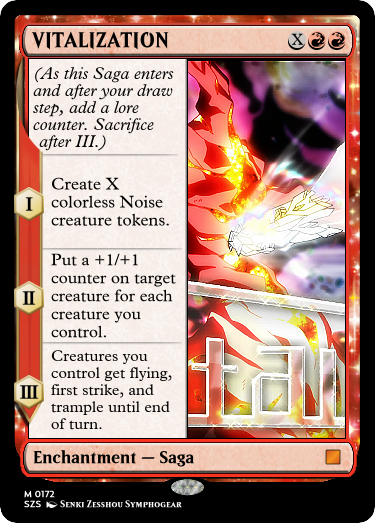 VITALIZATION X
(As this Saga enters
and after your draw
step, add a lore
counter. Sacrifice
after III.)
I
Create X
colorless Noise
creature tokens.
II
Put a +1/+1
counter on target
creature for each
creature you
control.
III
Creatures you
control get flying,
first strike, and
trample until end
of turn.
tau
Enchantment — Saga
M 0172
SZS Senki Zesshou Symphogear